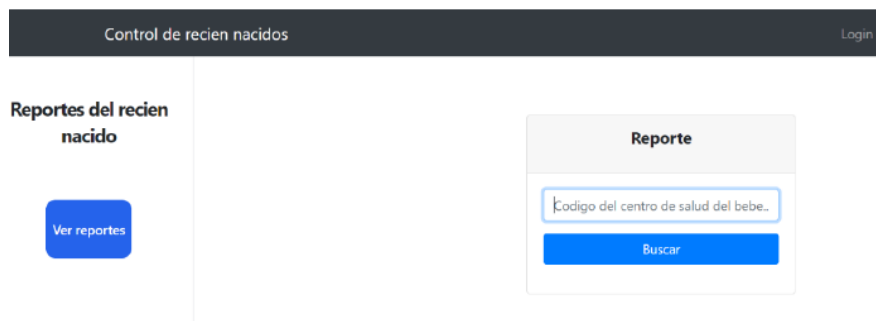 Control de recien nacidos
Login
Reportes del recien
nacido
Ver reportes
Reporte
Codigo del centro de salud del bebe..
Buscar